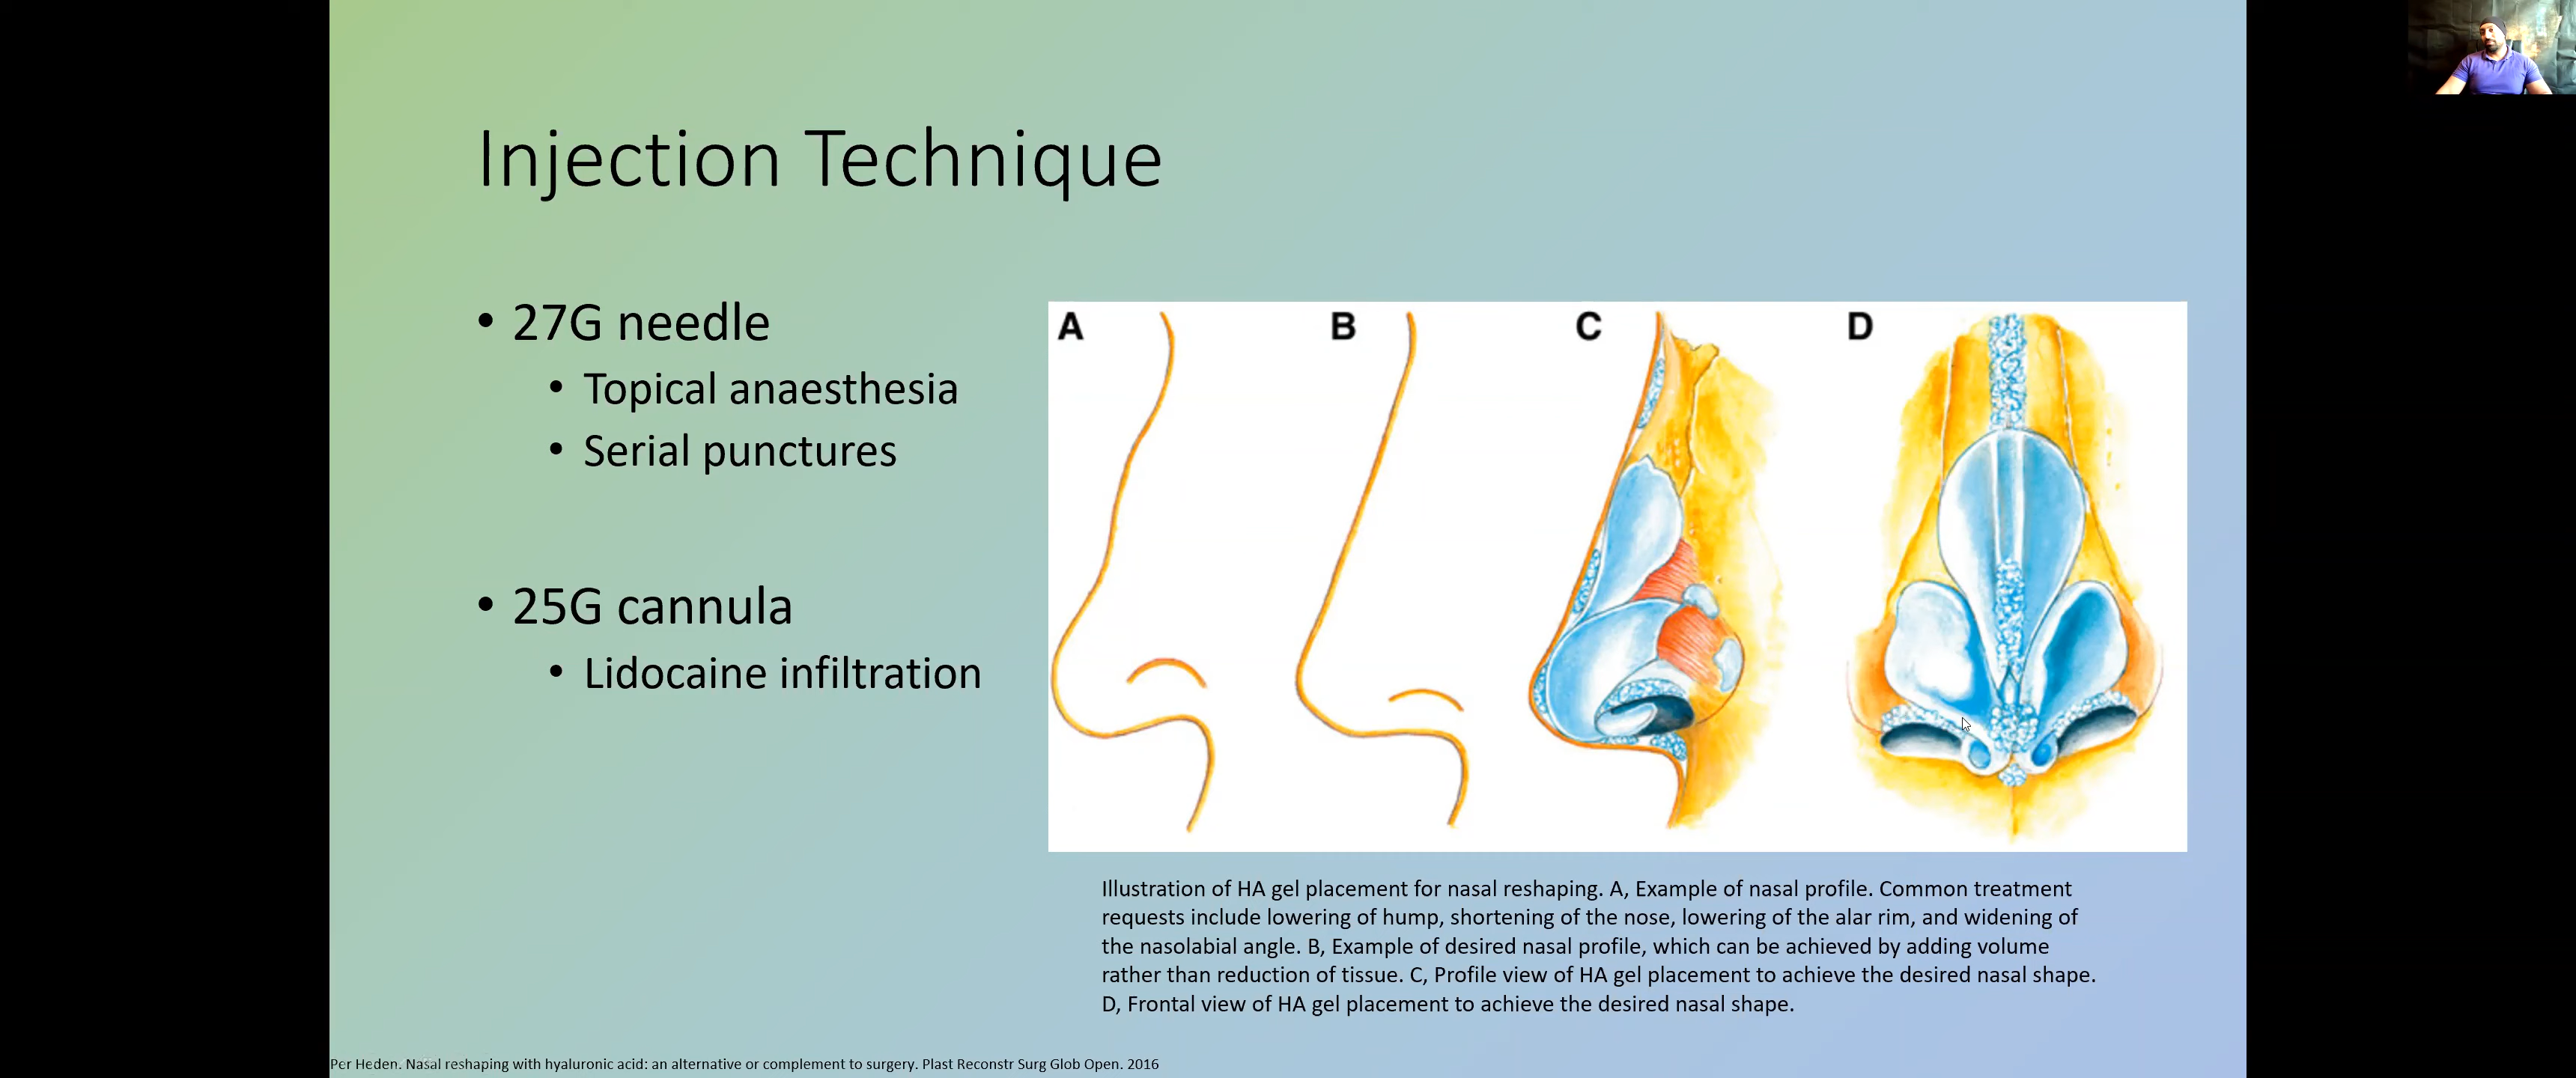 Injection Technique
• 27G needle
• Topical anaesthesia
• Serial punctures
• 25G cannula
• Lidocaine infiltration
A B C D
Illustration of HA gel placement for nasal reshaping. A, Example of nasal profile. Common treatment
requests include lowering of hump, shortening of the nose, lowering of the alar rim, and widening of
the nasolabial angle. B, Example of desired nasal profile, which can be achieved by adding volume
rather than reduction of tissue. C, Profile view of HA gel placement to achieve the desired nasal shape.
D, Frontal view of HA gel placement to achieve the desired nasal shape.
Per Heden. Nasal reshaping with hyaluronic acid: an alternative or complement to surgery. Plast Reconstr Surg Glob Open. 2016